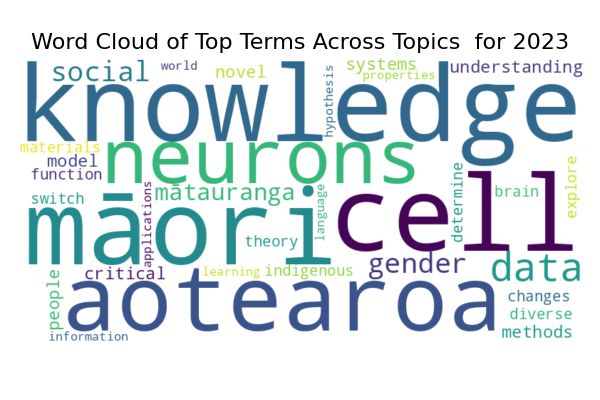 Word Cloud of Top Terms Across Topics  for 2023
social
world
novel
systems
properties
understanding
knowledge
hypothesis
materials
model
function
neurons
switch
applications
mātauranga
language
determine
brain
explore
māori
cell
theory
critical
learning
indigenous
gender
data
people
aotearoa
changes
diverse
methods
information